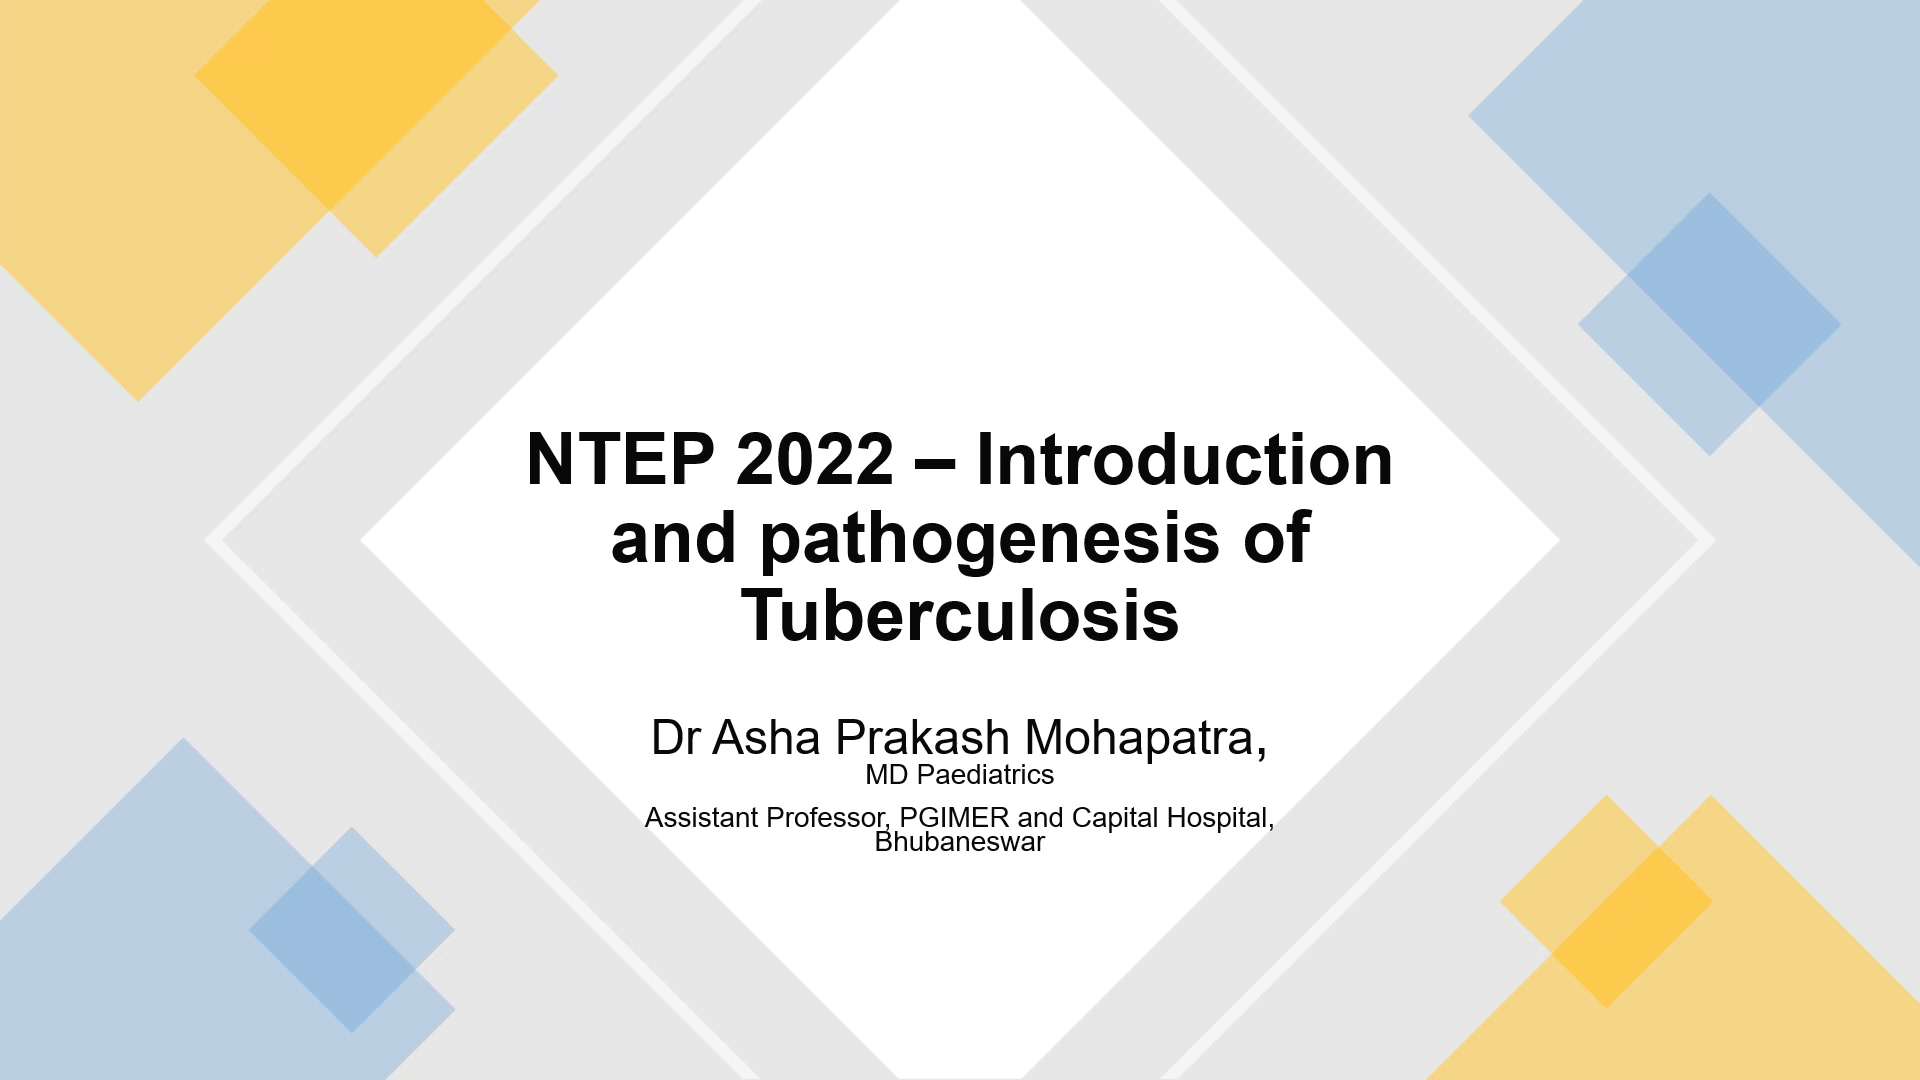 NTEP 2022 – Introduction
and pathogenesis of
Tuberculosis
Dr Asha Prakash Mohapatra,
MD Paediatrics
Assistant Professor, PGIMER and Capital Hospital,
Bhubaneswar